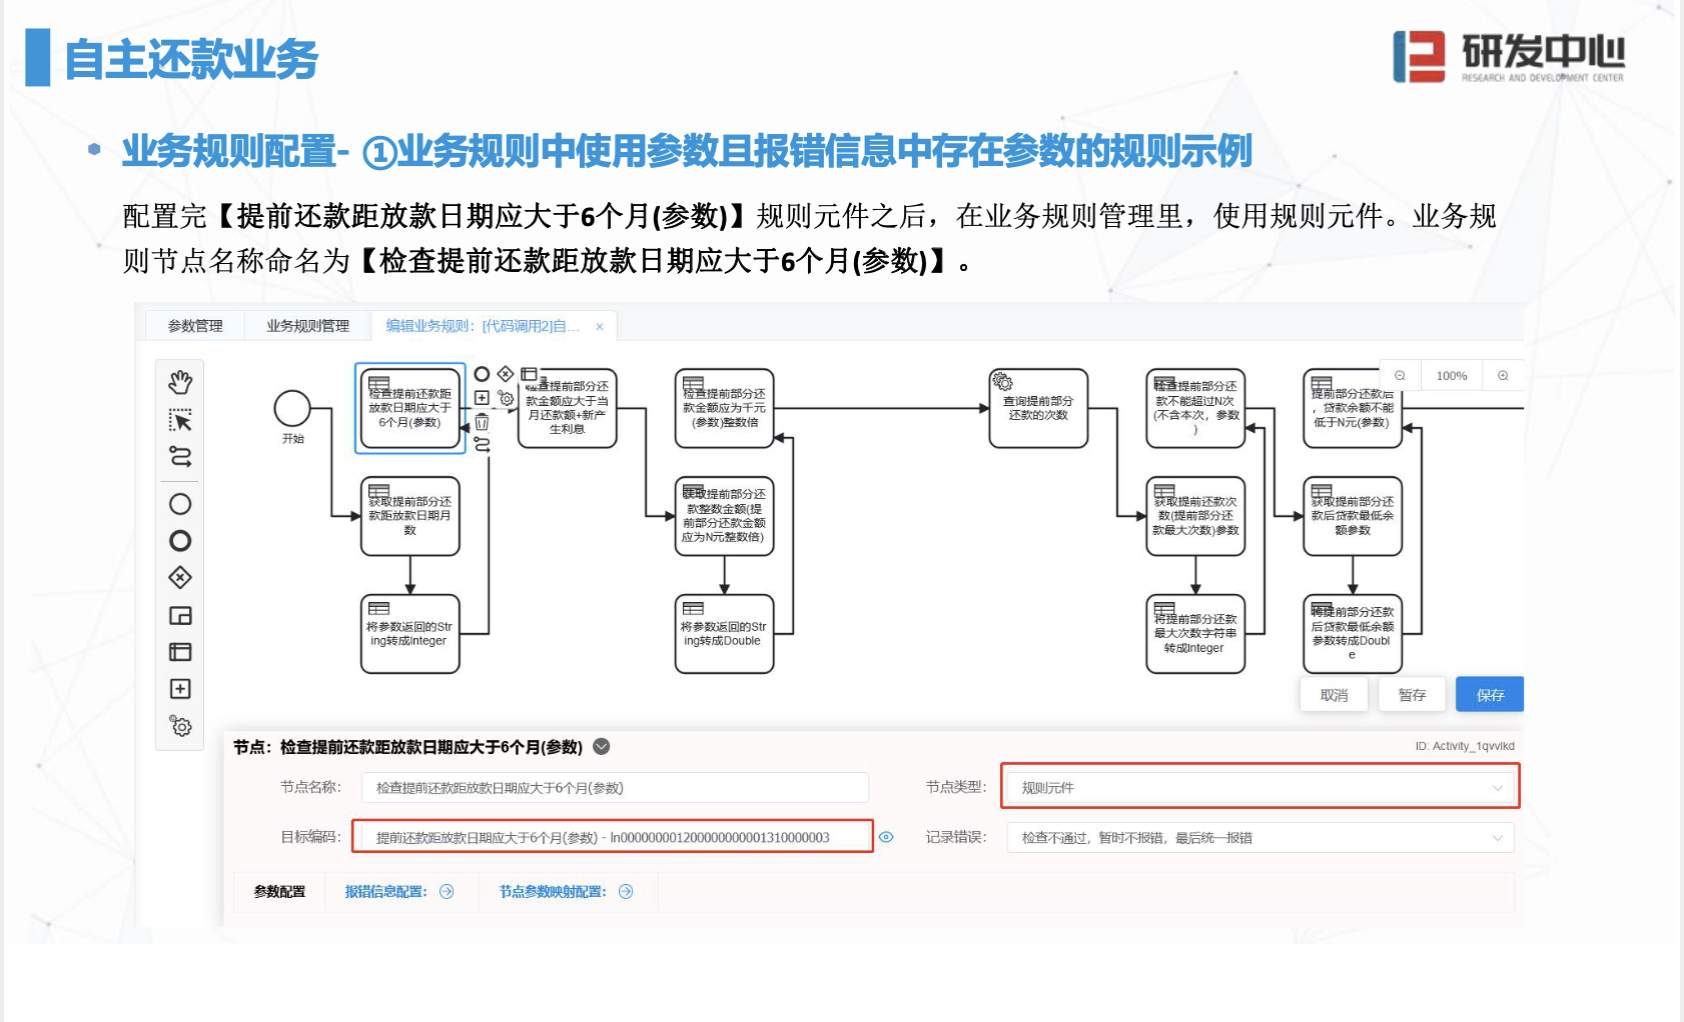 自主还款业务
研发中心
RESEARCH AND DEVELOPMENT CENTER
业务规则配置- ①业务规则中使用参数且报错信息中存在参数的规则示例
配置完【提前还款距放款日期应大于6个月(参数)】规则元件之后，在业务规则管理里，使用规则元件。业务规
则节点名称命名为【检查提前还款距放款日期应大于6个月(参数)】。
参数管理
业务规则管理
编辑业务规则：[代码调用2]自... ×
100%
开始
检查提前还款距
放款日期应大于
6个月(参数)
检查提前部分还
款金额应大于当
月还款额+新产
生利息
检查提前部分还
款金额应为千元
(参数)整数倍
查询提前部分
还款的次数
检查提前部分还
款不能超过N次
(不含本次，参数
)
提前部分还款后
，贷款余额不能
低于N元(参数)
获取提前部分还
款距放款日期月
数
获取提前部分还
款整数金额(提
前部分还款金额
应为N元整数倍)
获取提前还款次
数(提前部分还
款最大次数)参数
获取提前部分还
款后贷款最低余
额参数
将参数返回的Str
ing转成Integer
将参数返回的Str
ing转成Double
将提前部分还款
最大次数字符串
转成Integer
将提前部分还款
后贷款最低余额
参数转成Doubl
e
取消
暂存
保存
节点：检查提前还款距放款日期应大于6个月(参数)
ID: Activity_1qvvlkd
节点名称：
检查提前还款距放款日期应大于6个月(参数)
节点类型：
规则元件
目标编码：
提前还款距放款日期应大于6个月(参数) - ln0000000012000000000001310000003
记录错误：
检查不通过，暂时不报错，最后统一报错
参数配置
报错信息配置：
节点参数映射配置：